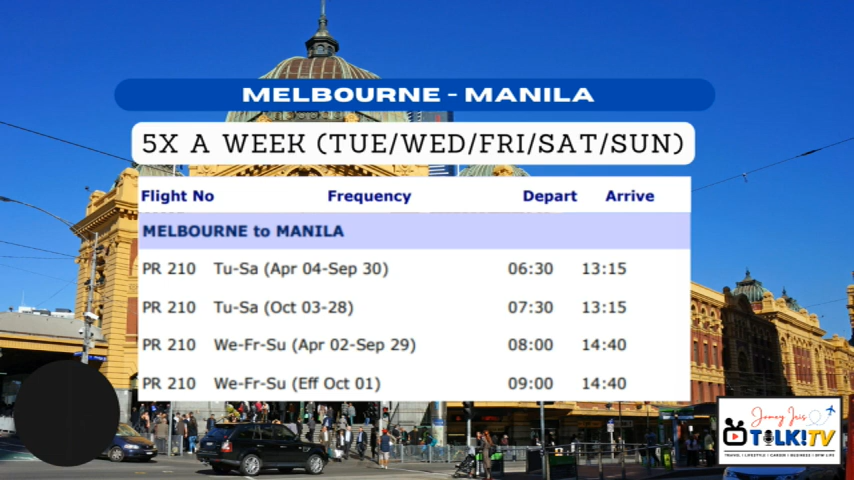 MELBOURNE - MANILA
5X A WEEK (TUE/WED/FRI/SAT/SUN)
Flight No Frequency Depart Arrive
MELBOURNE to MANILA
PR 210 Tu-Sa (Apr 04-Sep 30) 06:30 13:15
PR 210 Tu-Sa (Oct 03-28) 07:30 13:15
PR 210 We-Fr-Su (Apr 02-Sep 29) 08:00 14:40
PR 210 We-Fr-Su (Eff Oct 01) 09:00 14:40
TALK!TV
TRAVEL | LIFESTYLE | CAREER | BUSINESS | OFW LIFE